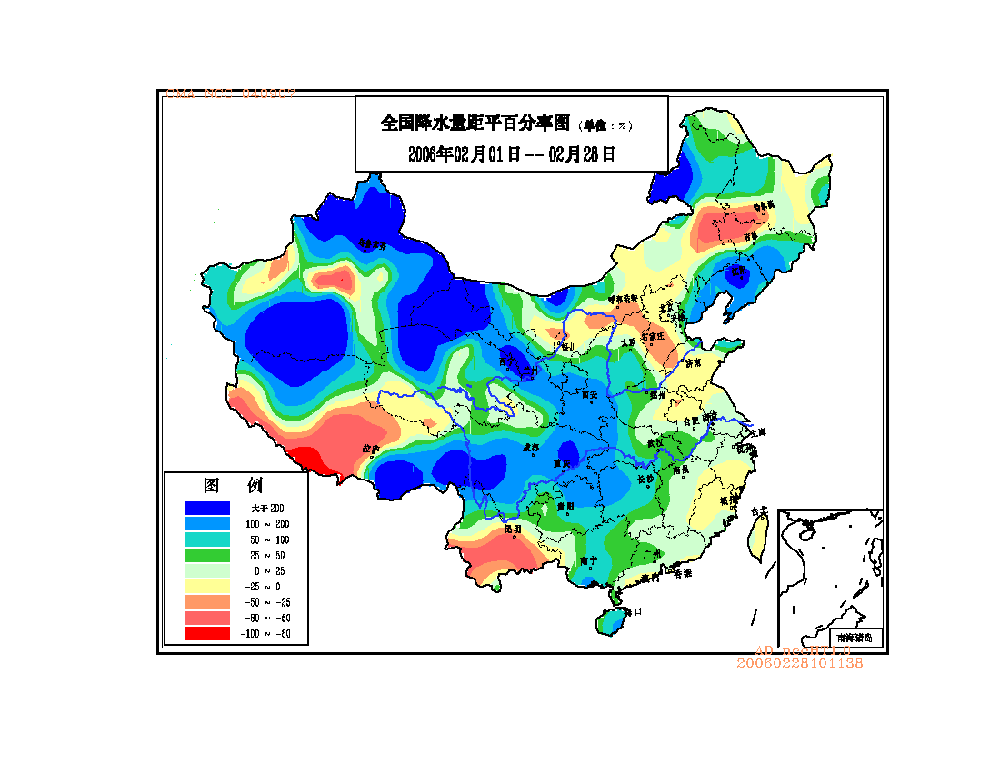 CMA NCC 040902
全国降水量距平百分率图 (单位：%)
2006年02月01日 -- 02月28日
哈尔滨
乌鲁木齐
吉林
沈阳
呼和浩特
北京
天津
银川
太原
石家庄
西宁
兰州
济南
西安
郑州
合肥
南京
上海
拉萨
成都
武汉
杭州
重庆
长沙
南昌
贵阳
福州
昆明
台北
南宁
广州
澳门
香港
海口
图 例
大于 200
100 ~ 200
50 ~ 100
25 ~ 50
0 ~ 25
-25 ~ 0
-50 ~ -25
-80 ~ -50
-100 ~ -80
南海诸岛
20060228101138